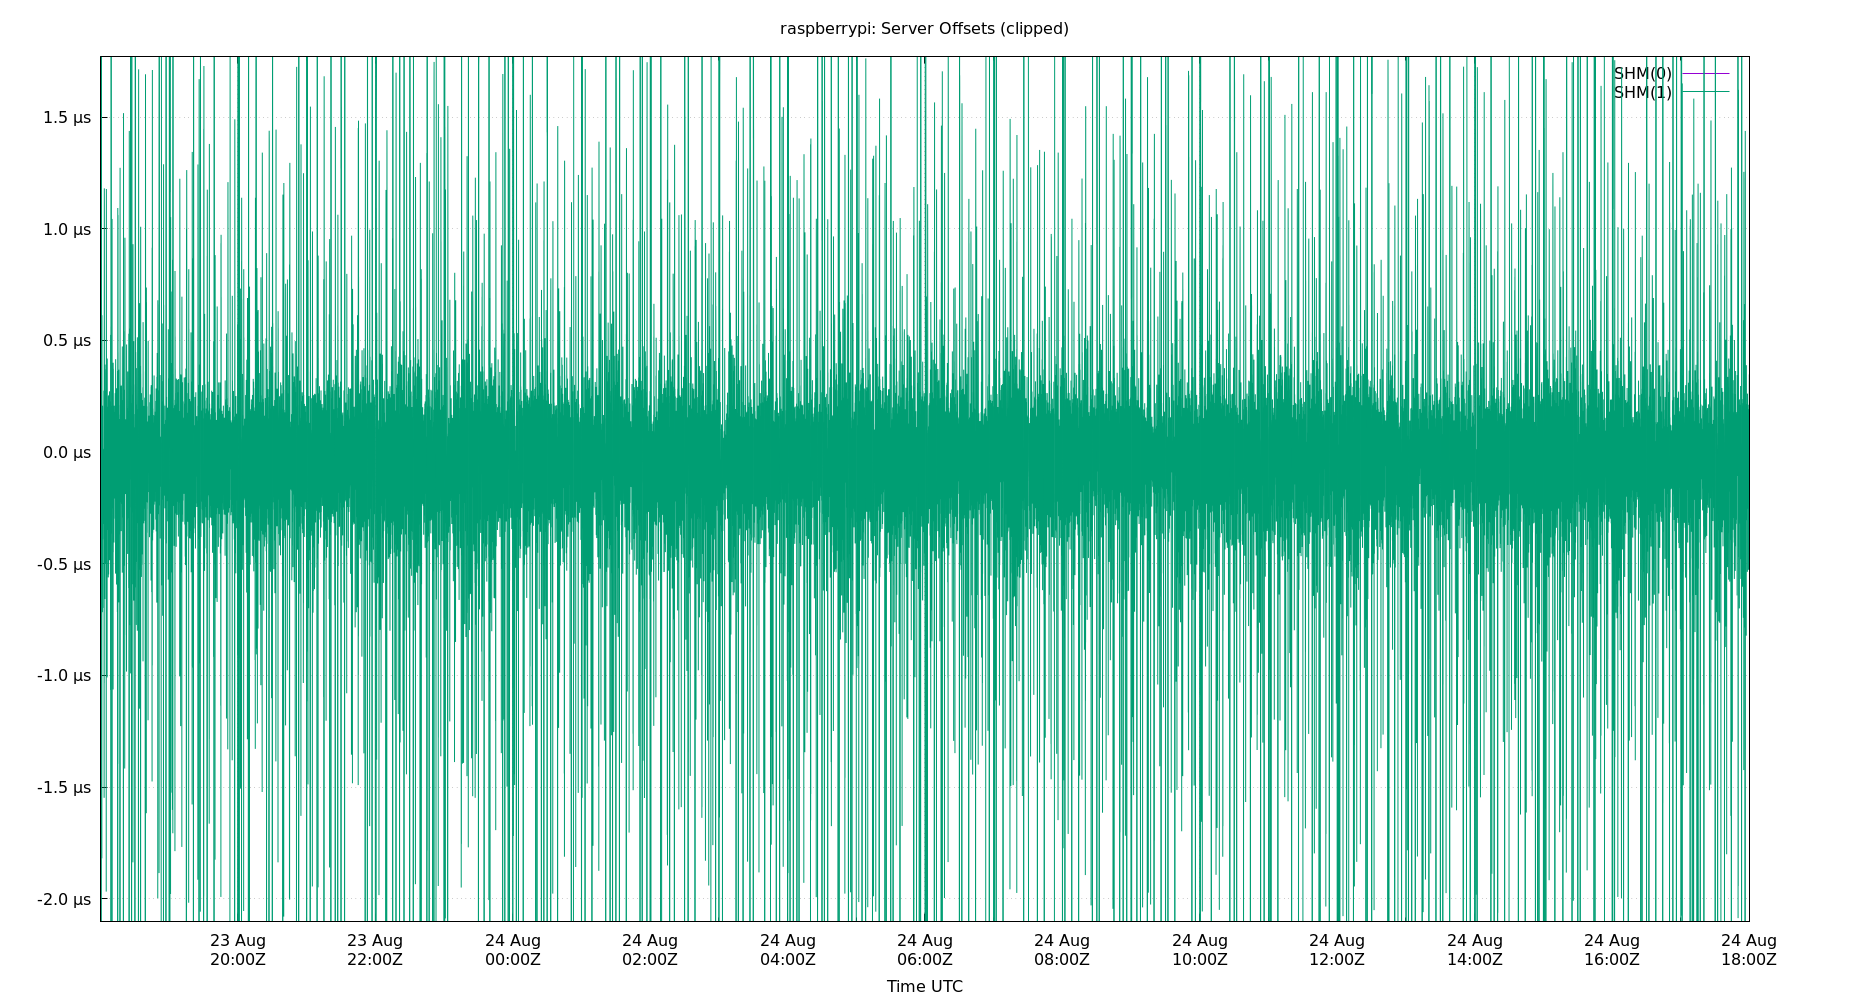 raspberrypi: Server Offsets (clipped)
SHM(0)
SHM(1)
1.5 µs
1.0 µs
0.5 µs
0.0 µs
-0.5 µs
-1.0 µs
-1.5 µs
-2.0 µs
23 Aug 23 Aug 24 Aug 24 Aug 24 Aug 24 Aug 24 Aug 24 Aug 24 Aug 24 Aug 24 Aug 24 Aug
20:00Z 22:00Z 00:00Z 02:00Z 04:00Z 06:00Z 08:00Z 10:00Z 12:00Z 14:00Z 16:00Z 18:00Z
Time UTC